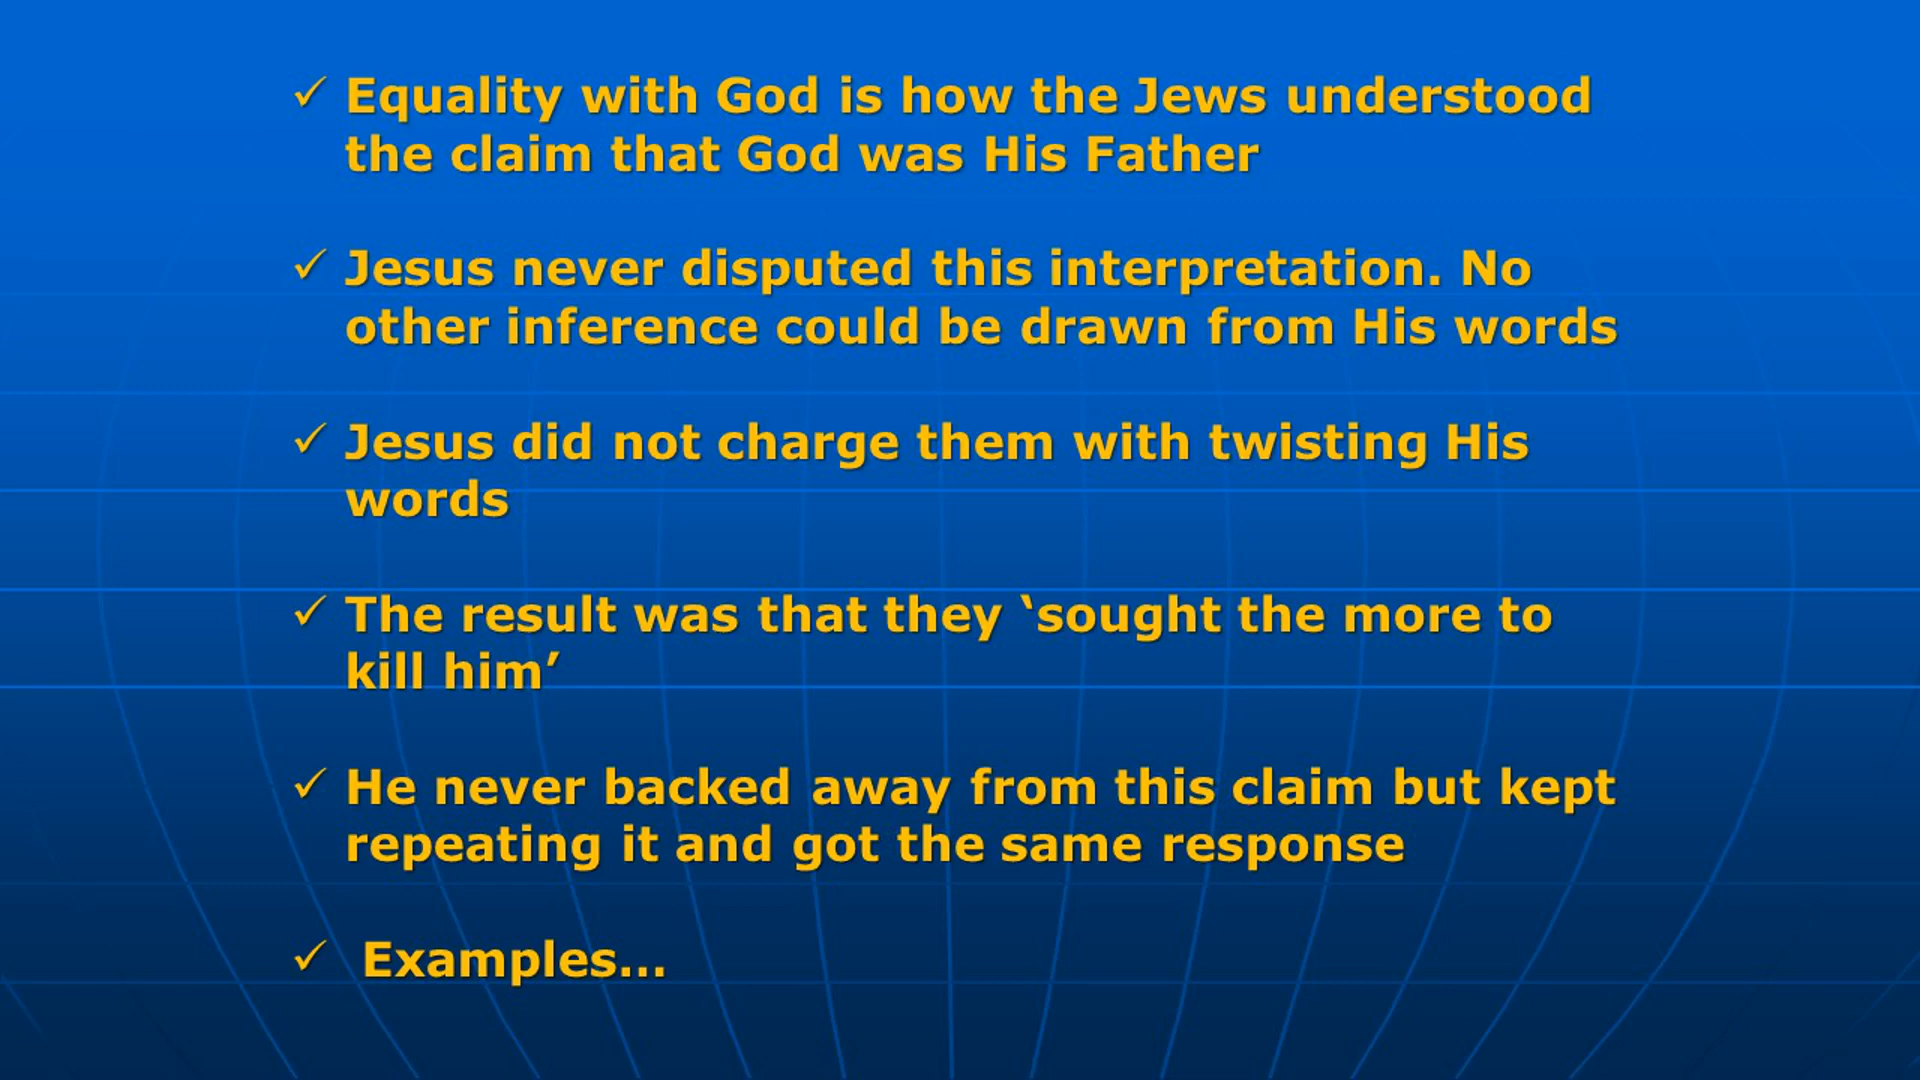 ✓ Equality with God is how the Jews understood
the claim that God was His Father
✓ Jesus never disputed this interpretation. No
other inference could be drawn from His words
✓ Jesus did not charge them with twisting His
words
✓ The result was that they ‘sought the more to
kill him’
✓ He never backed away from this claim but kept
repeating it and got the same response
✓ Examples…